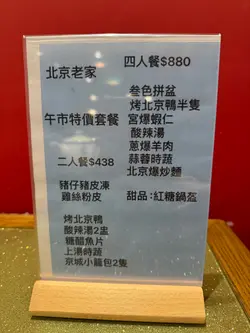 北京老家
午市特價套餐
二人餐$438
豬仔豬皮凍
雞絲粉皮
烤北京鴨
酸辣湯2盅
糖醋魚片
上湯時蔬
京城小籠包2隻
四人餐$880
叁色拼盆
烤北京鴨半隻
宮爆蝦仁
酸辣湯
蔥爆羊肉
蒜蓉時蔬
北京爆炒麵
甜品:紅糖鍋盔